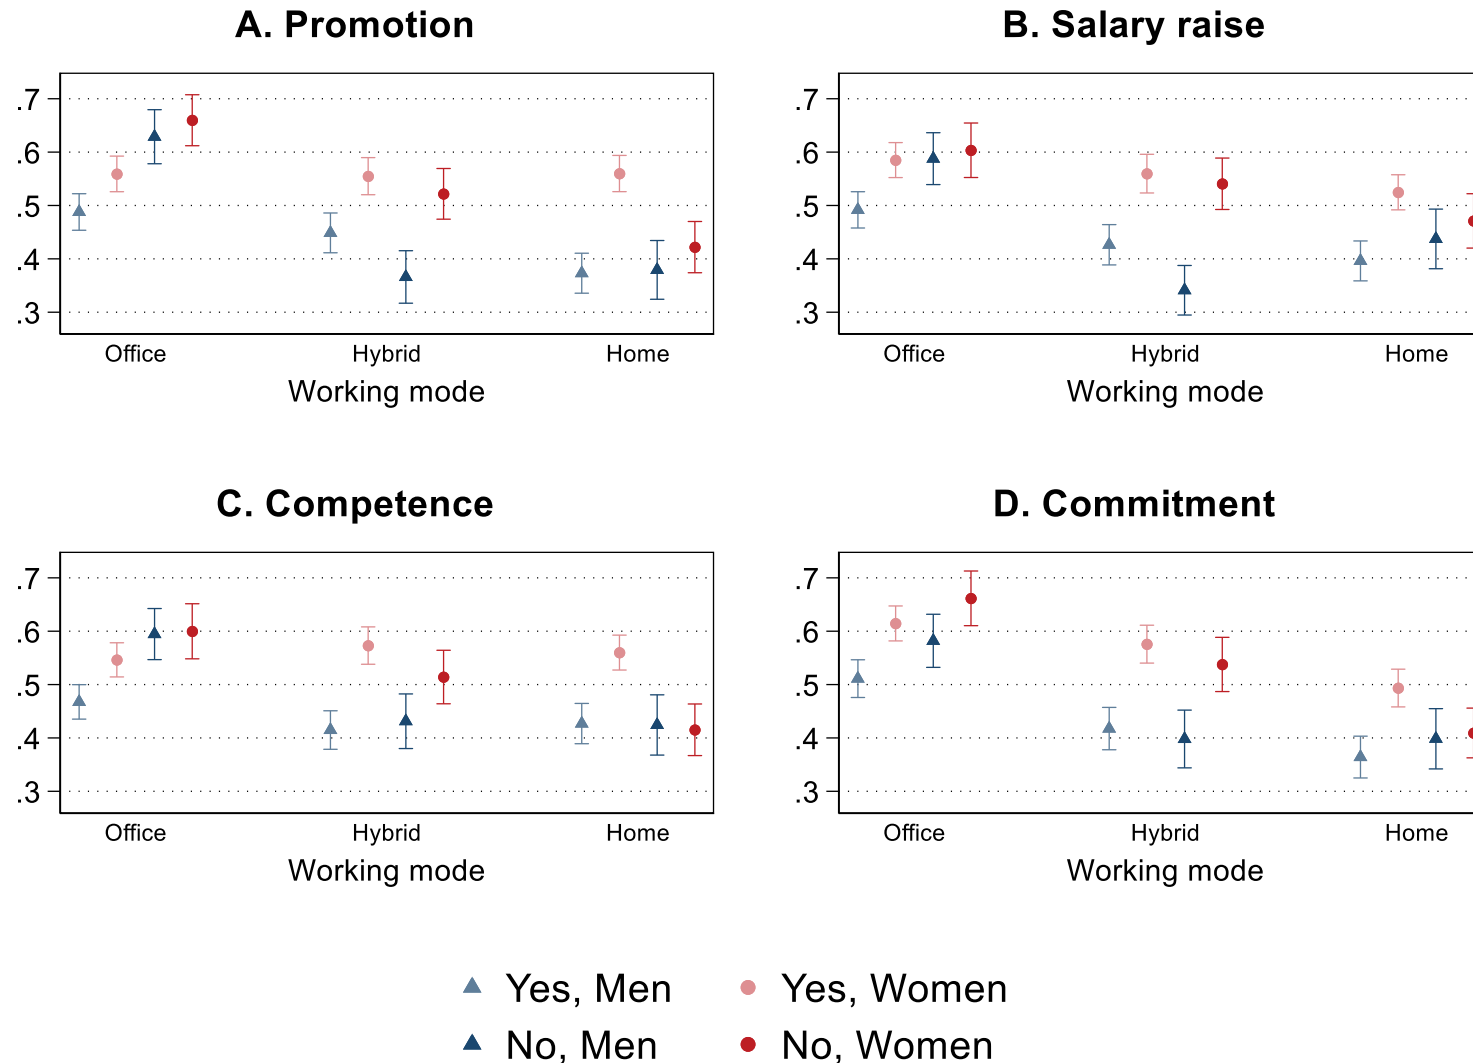 A. Promotion
.7
.6
.5
.4
.3
Office Hybrid Home
Working mode
B. Salary raise
.7
.6
.5
.4
.3
Office Hybrid Home
Working mode
C. Competence
.7
.6
.5
.4
.3
Office Hybrid Home
Working mode
D. Commitment
.7
.6
.5
.4
.3
Office Hybrid Home
Working mode
Yes, Men Yes, Women
No, Men No, Women